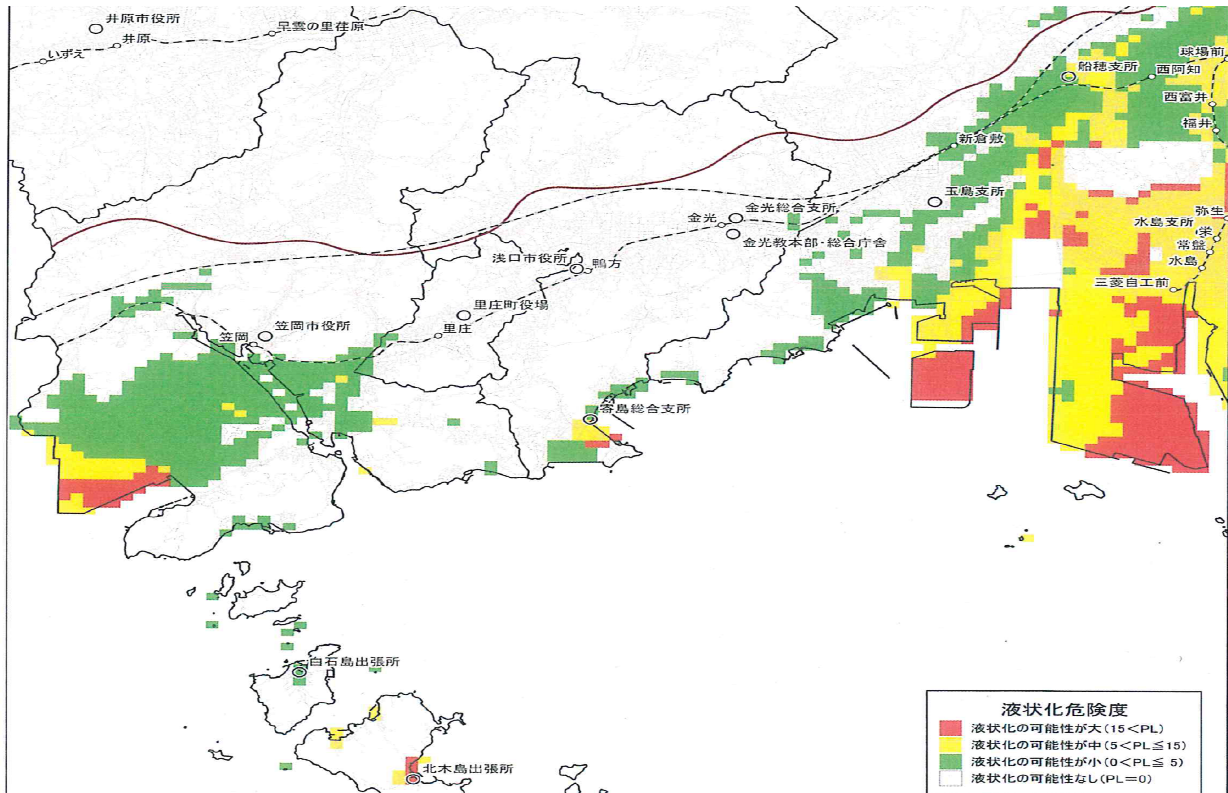 井原市役所
早雲の里荏原
井原
いずえ
球場前
船穂支所
西阿知
西富井
福井
新倉敷
玉島支所
弥生
水島支所
栄
常盤
水島
三菱自工前
金光総合支所
金光
金光教本部・総合庁舎
浅口市役所
鴨方
里庄町役場
里庄
笠岡市役所
笠岡
寄島総合支所
白石島出張所
北木島出張所
液状化危険度
液状化の可能性が大(15<PL)
液状化の可能性が中(5<PL≦15)
液状化の可能性が小(0<PL≦ 5)
液状化の可能性なし(PL=0)